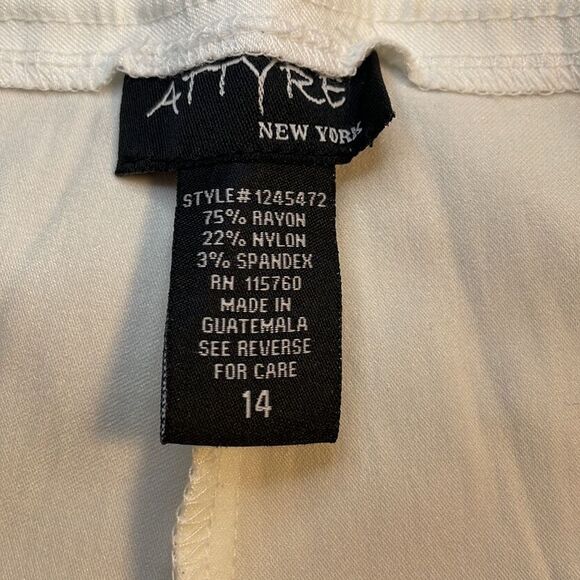 ATTYRE
NEW YORK
STYLE# 1245472
75% RAYON
22% NYLON
3% SPANDEX
RN 115760
MADE IN
GUATEMALA
SEE REVERSE
FOR CARE
14